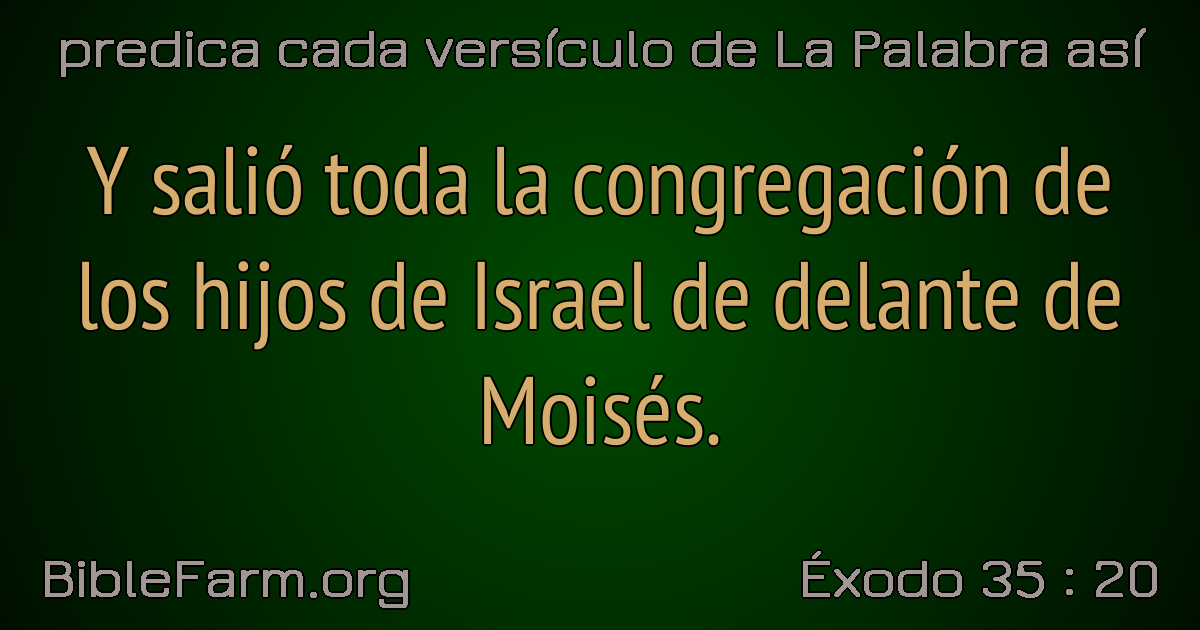 predica cada versículo de La Palabra así
Y salió toda la congregación de
los hijos de Israel de delante de
Moisés.
BibleFarm.org
Éxodo 35 : 20